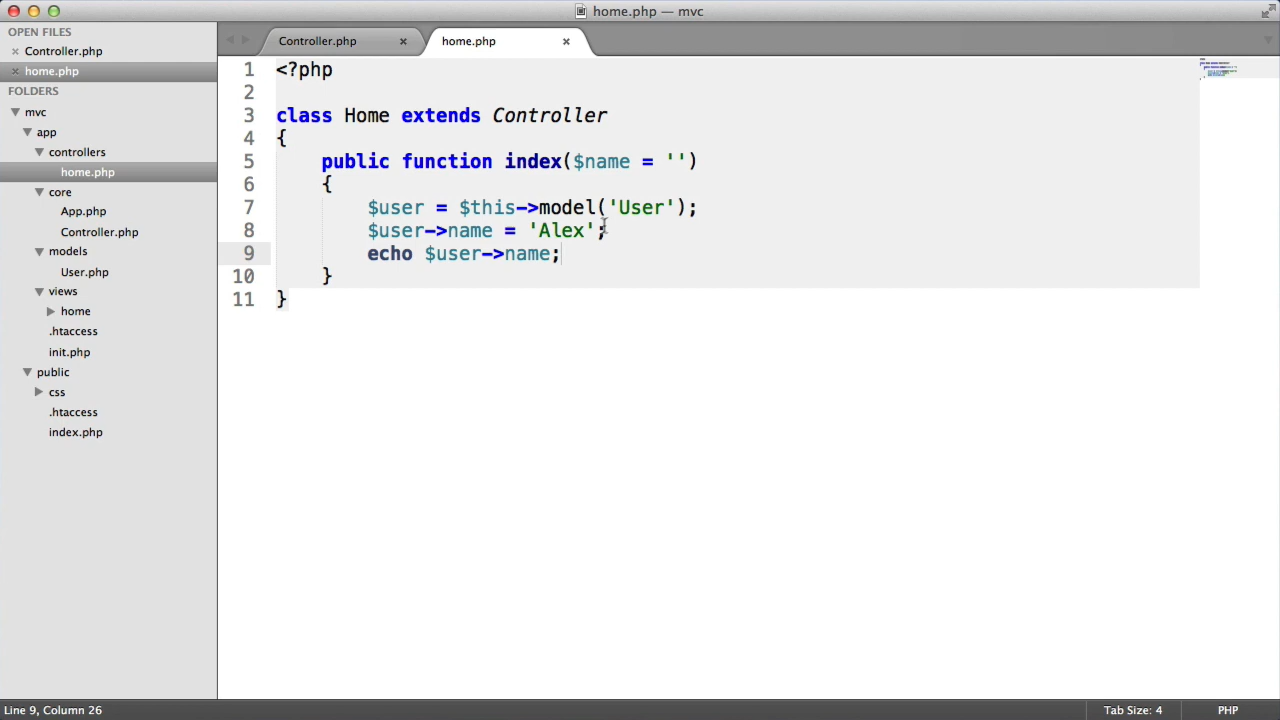 home.php — mvc
OPEN FILES
Controller.php
home.php
FOLDERS
mvc
app
controllers
home.php
core
App.php
Controller.php
models
User.php
views
home
.htaccess
init.php
public
css
.htaccess
index.php
Controller.php
home.php
1 <?php
2
3 class Home extends Controller
4 {
5     public function index($name = '')
6     {
7         $user = $this->model('User');
8         $user->name = 'Alex';
9         echo $user->name;
10     }
11 }
Line 9, Column 26
Tab Size: 4
PHP